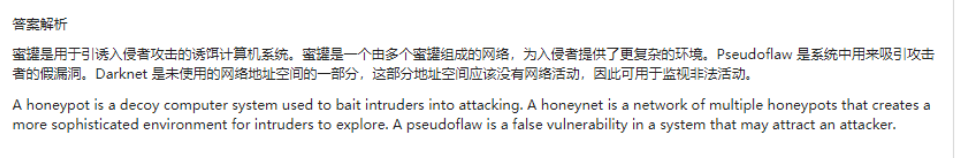 答案解析
蜜罐是用于引诱入侵者攻击的诱饵计算机系统。蜜罐是一个由多个蜜罐组成的网络，为入侵者提供了更复杂的环境。Pseudoflaw 是系统中用来吸引攻击
者的假漏洞。Darknet 是未使用的网络地址空间的一部分，这部分地址空间应该没有网络活动，因此可用于监视非法活动。
A honeypot is a decoy computer system used to bait intruders into attacking. A honeynet is a network of multiple honeypots that creates a
more sophisticated environment for intruders to explore. A pseudoflaw is a false vulnerability in a system that may attract an attacker.